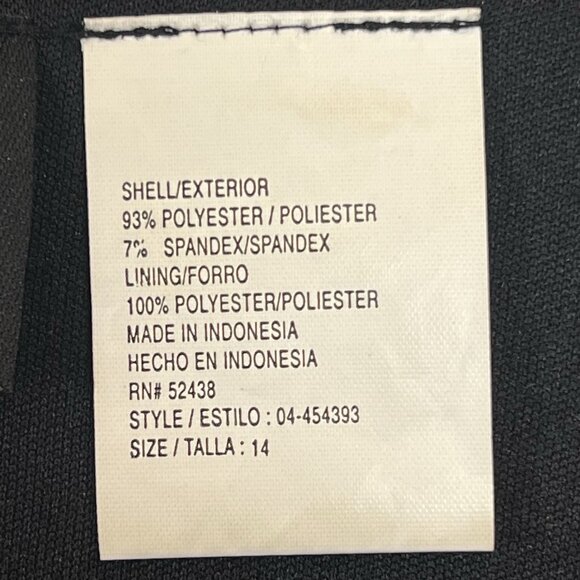 SHELL/EXTERIOR
93% POLYESTER / POLIESTER
7% SPANDEX/SPANDEX
LINING/FORRO
100% POLYESTER/POLIESTER
MADE IN INDONESIA
HECHO EN INDONESIA
RN# 52438
STYLE / ESTILO : 04-454393
SIZE / TALLA : 14